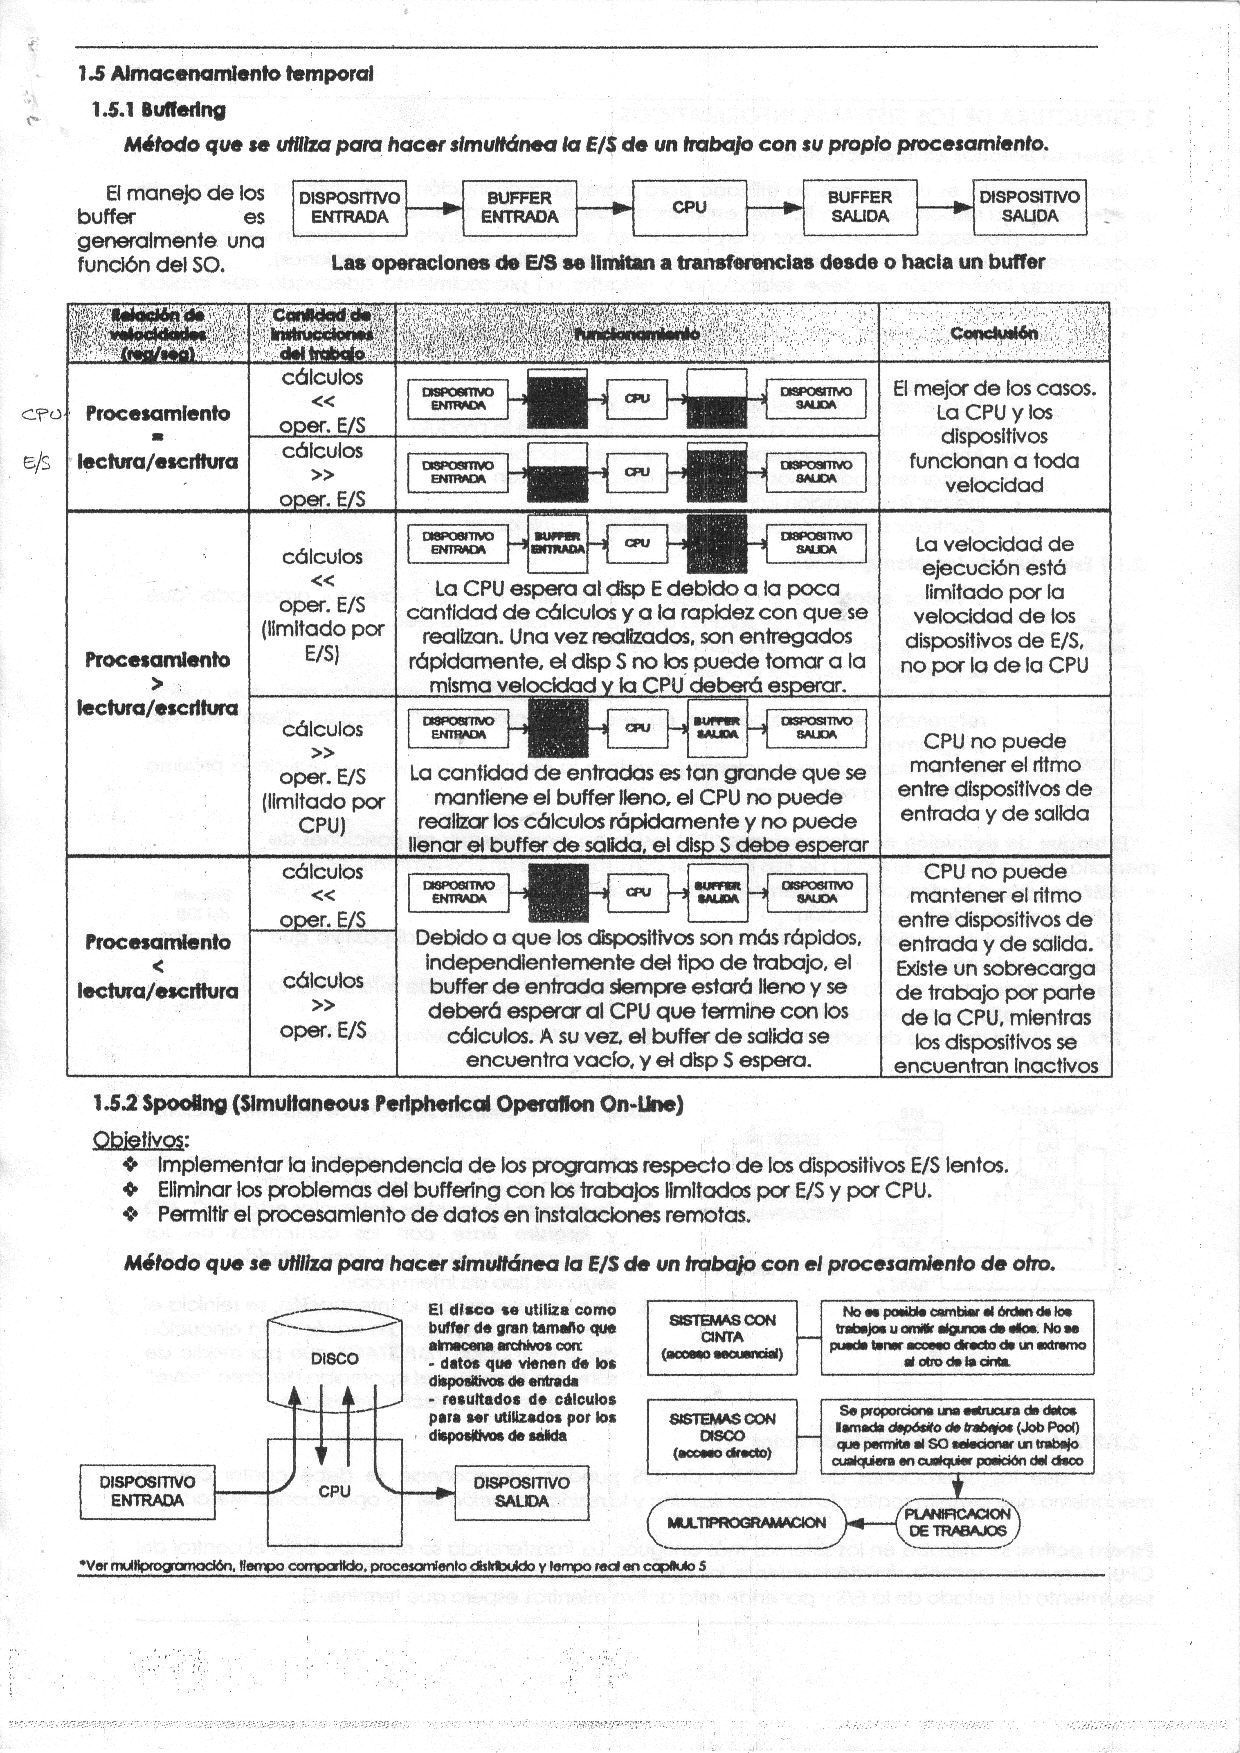 1.5 Almacenamiento temporal
1.5.1 Buffering
Método que se utiliza para hacer simultánea la E/S de un trabajo con su propio procesamiento.
El manejo de los
buffer es
generalmente una
función del SO.
DISPOSITIVO
ENTRADA
BUFFER
ENTRADA
CPU
BUFFER
SALIDA
DISPOSITIVO
SALIDA
Las operaciones de E/S se limitan a transferencias desde o hacia un buffer
Relación de
velocidades
(reg/seg)
Cantidad de
instrucciones
del trabajo
Funcionamiento
Conclusión
CPU
E/S
Procesamiento
=
lectura/escritura
cálculos
<<
oper. E/S
DISPOSITIVO
ENTRADA
CPU
DISPOSITIVO
SALIDA
cálculos
>>
oper. E/S
DISPOSITIVO
ENTRADA
CPU
DISPOSITIVO
SALIDA
El mejor de los casos.
La CPU y los
dispositivos
funcionan a toda
velocidad
Procesamiento
>
lectura/escritura
cálculos
<<
oper. E/S
(limitado por
E/S)
DISPOSITIVO
ENTRADA
BUFFER
ENTRADA
CPU
DISPOSITIVO
SALIDA
La CPU espera al disp E debido a la poca
cantidad de cálculos y a la rapidez con que se
realizan. Una vez realizados, son entregados
rápidamente, el disp S no los puede tomar a la
misma velocidad y la CPU deberá esperar.
La velocidad de
ejecución está
limitado por la
velocidad de los
dispositivos de E/S,
no por la de la CPU
cálculos
>>
oper. E/S
(limitado por
CPU)
DISPOSITIVO
ENTRADA
CPU
BUFFER
SALIDA
DISPOSITIVO
SALIDA
La cantidad de entradas es tan grande que se
mantiene el buffer lleno, el CPU no puede
realizar los cálculos rápidamente y no puede
llenar el buffer de salida, el disp S debe esperar
CPU no puede
mantener el ritmo
entre dispositivos de
entrada y de salida
Procesamiento
<
lectura/escritura
cálculos
<<
oper. E/S
cálculos
>>
oper. E/S
DISPOSITIVO
ENTRADA
CPU
BUFFER
SALIDA
DISPOSITIVO
SALIDA
Debido a que los dispositivos son más rápidos,
independientemente del tipo de trabajo, el
buffer de entrada siempre estará lleno y se
deberá esperar al CPU que termine con los
cálculos. A su vez, el buffer de salida se
encuentra vacío, y el disp S espera.
CPU no puede
mantener el ritmo
entre dispositivos de
entrada y de salida.
Existe un sobrecarga
de trabajo por parte
de la CPU, mientras
los dispositivos se
encuentran inactivos
1.5.2 Spooling (Simultaneous Peripherical Operation On-Line)
Objetivos:
❖ Implementar la independencia de los programas respecto de los dispositivos E/S lentos.
❖ Eliminar los problemas del buffering con los trabajos limitados por E/S y por CPU.
❖ Permitir el procesamiento de datos en instalaciones remotas.
Método que se utiliza para hacer simultánea la E/S de un trabajo con el procesamiento de otro.
DISCO
DISPOSITIVO
ENTRADA
CPU
DISPOSITIVO
SALIDA
El disco se utiliza como
buffer de gran tamaño que
almacena archivos con:
- datos que vienen de los
dispositivos de entrada
- resultados de cálculos
para ser utilizados por los
dispositivos de salida
SISTEMAS CON
CINTA
(acceso secuencial)
No es posible cambiar el órden de los
trabajos u omitir algunos de ellos. No se
puede tener acceso directo de un extremo
al otro de la cinta.
SISTEMAS CON
DISCO
(acceso directo)
Se proporciona una estrucura de datos
llamada depósito de trabajos (Job Pool)
que permite al SO selecionar un trabajo
cualquiera en cualquier posición del disco
MULTIPROGRAMACION
PLANIFICACION
DE TRABAJOS
*Ver multiprogramación, tiempo compartido, procesamiento distribuido y tempo real en capítulo 5